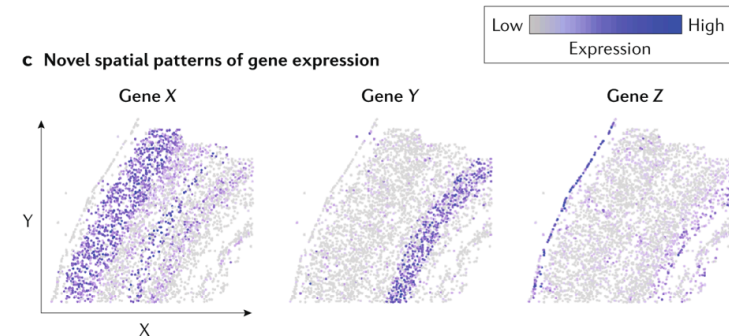 Low High
Expression
c Novel spatial patterns of gene expression
Gene X Gene Y Gene Z
Y
X